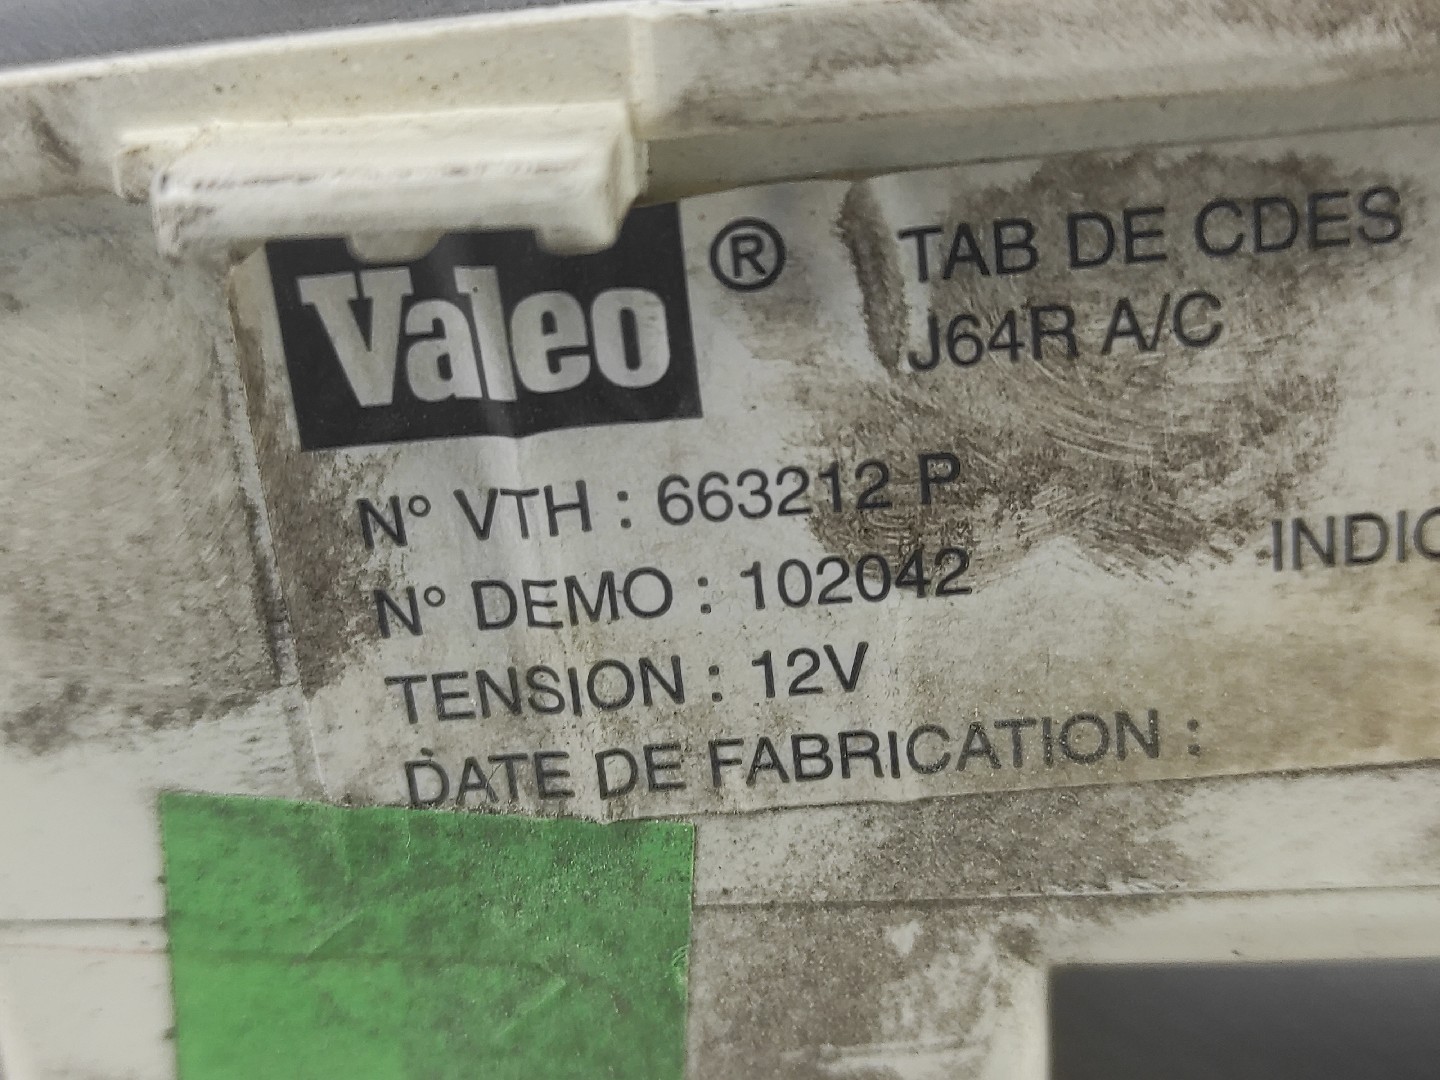 Valeo ® TAB DE CDES
J64R A/C
N° VTH : 663212 P
N° DEMO : 102042
INDIC
TENSION : 12V
DATE DE FABRICATION :